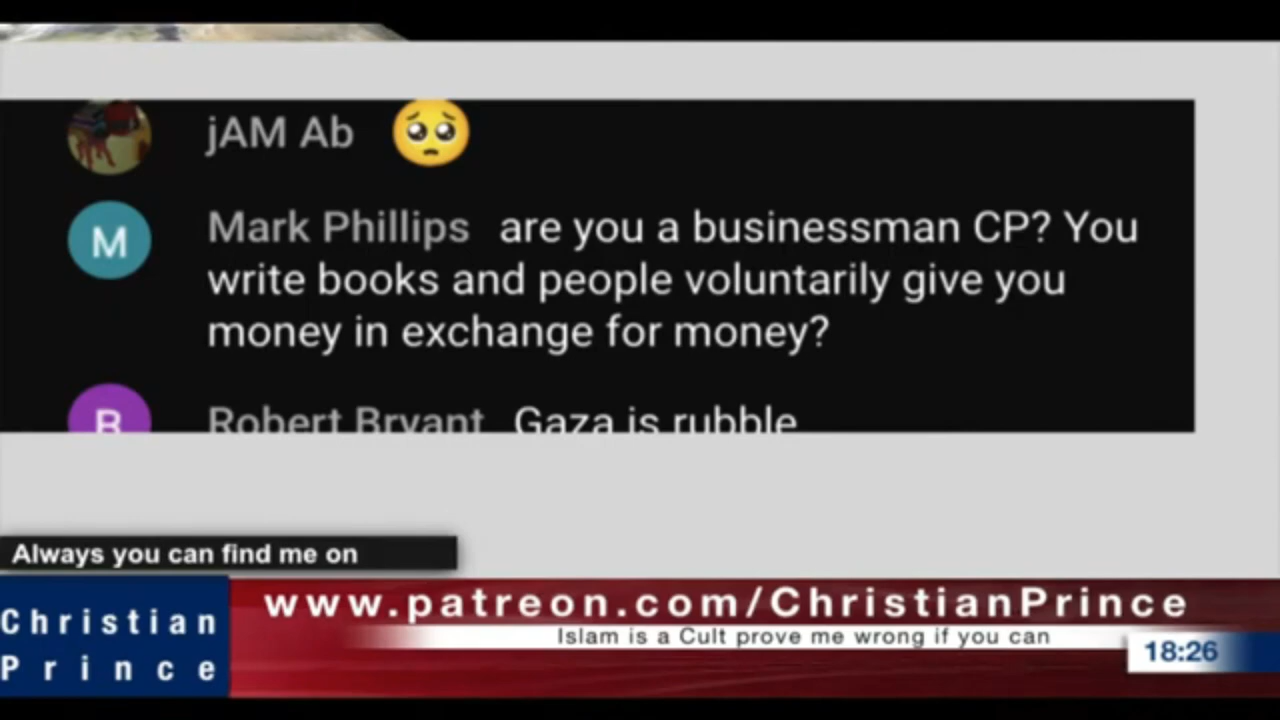 jAM Ab 🥺
M Mark Phillips are you a businessman CP? You
write books and people voluntarily give you
money in exchange for money?
R Robert Bryant Gaza is rubble
Always you can find me on
Christian
Prince
www.patreon.com/ChristianPrince
Islam is a Cult prove me wrong if you can
18:26